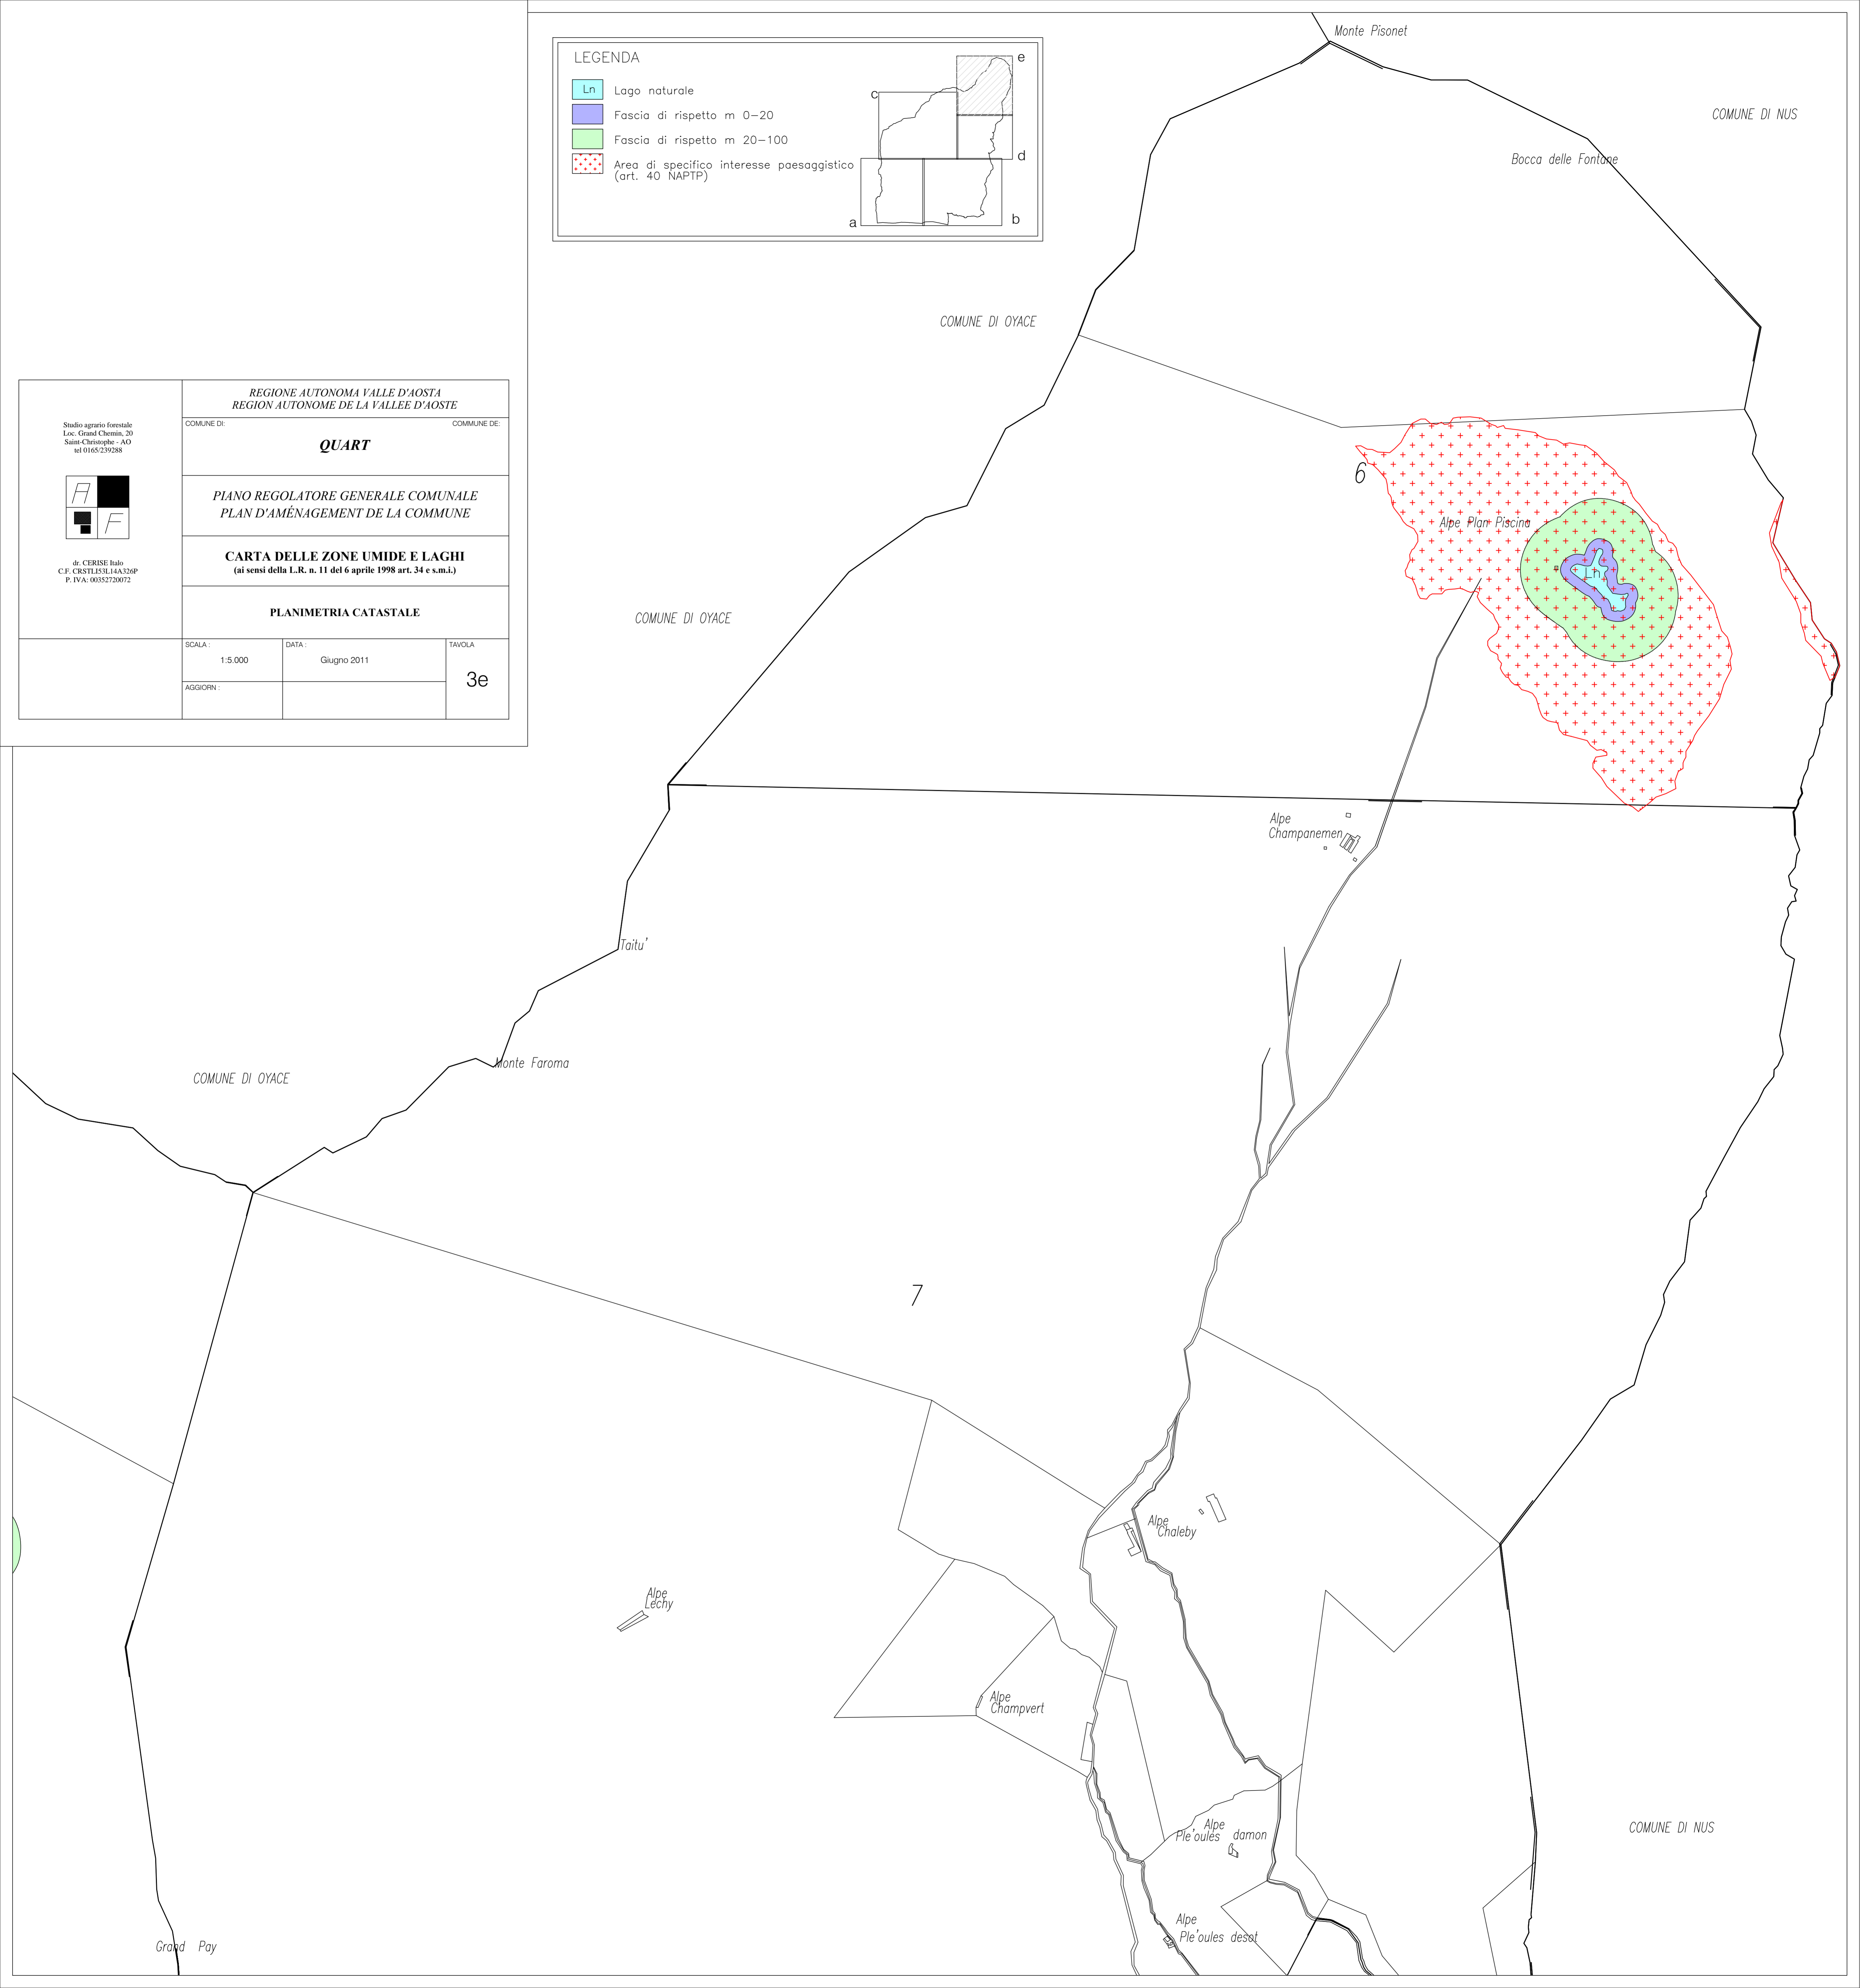 LEGENDA
Ln
Lago naturale
Fascia di rispetto m 0-20
Fascia di rispetto m 20-100
Area di specifico interesse paesaggistico
(art. 40 NAPTP)
e
c
d
a
b
Monte Pisonet
COMUNE DI NUS
Bocca delle Fontane
COMUNE DI OYACE
Studio agrario forestale
Loc. Grand Chemin, 20
Saint-Christophe - AO
tel 0165/239288
A
F
dr. CERISE Italo
C.F. CRSTLI53L14A326P
P. IVA: 00352720072
REGIONE AUTONOMA VALLE D'AOSTA
REGION AUTONOME DE LA VALLEE D'AOSTE
COMUNE DI:
COMMUNE DE:
QUART
PIANO REGOLATORE GENERALE COMUNALE
PLAN D'AMÉNAGEMENT DE LA COMMUNE
CARTA DELLE ZONE UMIDE E LAGHI
(ai sensi della L.R. n. 11 del 6 aprile 1998 art. 34 e s.m.i.)
PLANIMETRIA CATASTALE
SCALA :
1:5.000
DATA :
Giugno 2011
TAVOLA
3e
AGGIORN :
6
Alpe Plan Piscina
Ln
COMUNE DI OYACE
Alpe
Champanemen
Taitu'
Monte Faroma
COMUNE DI OYACE
7
Alpe
Chaleby
Alpe
Lechy
Alpe
Champvert
Alpe
Ple'oules damon
COMUNE DI NUS
Alpe
Ple'oules desot
Grand Pay